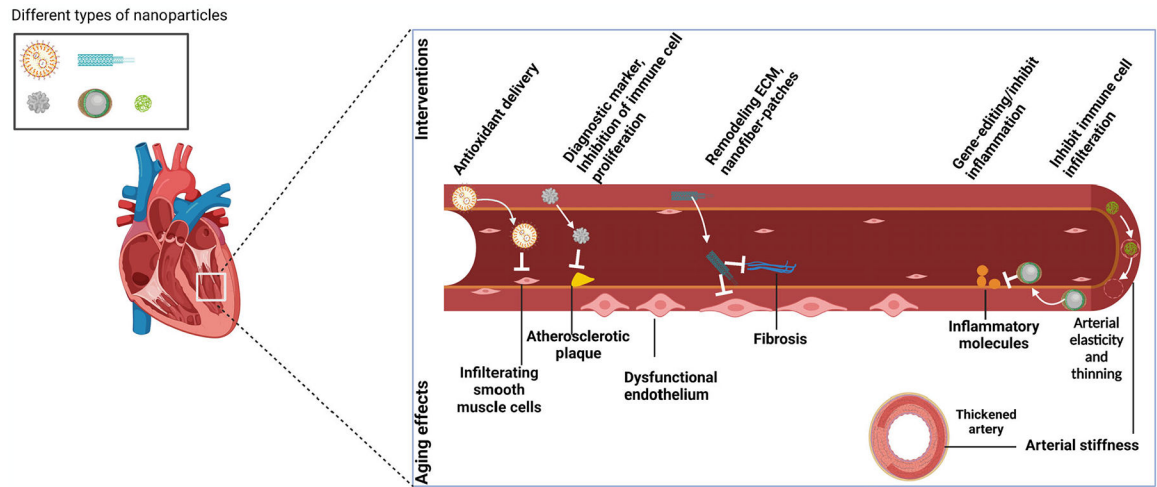 Different types of nanoparticles
Interventions
Antioxidant delivery
Diagnostic marker,
Inhibition of immune cell
proliferation
Remodeling ECM,
nanofiber-patches
Gene-editing/inhibit
inflammation
Inhibit immune cell
infilteration
Aging effects
Infilterating
smooth
muscle cells
Atherosclerotic
plaque
Dysfunctional
endothelium
Fibrosis
Inflammatory
molecules
Arterial
elasticity
and
thinning
Thickened
artery
Arterial stiffness